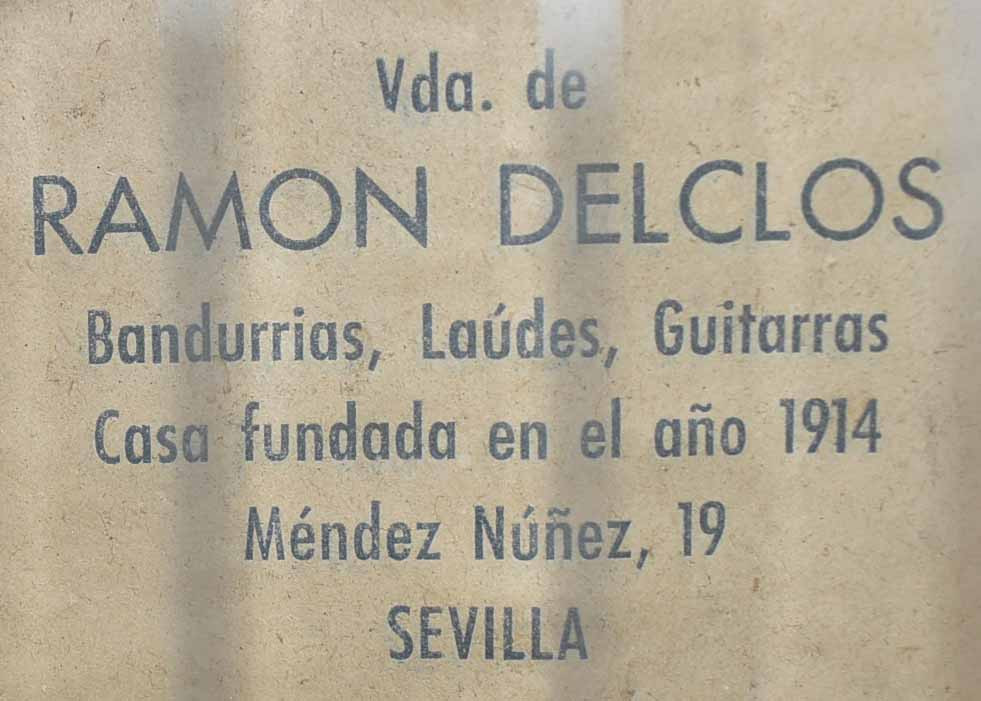 Vda. de
RAMON DELCLOS
Bandurrias, Laúdes, Guitarras
Casa fundada en el año 1914
Méndez Núñez, 19
SEVILLA